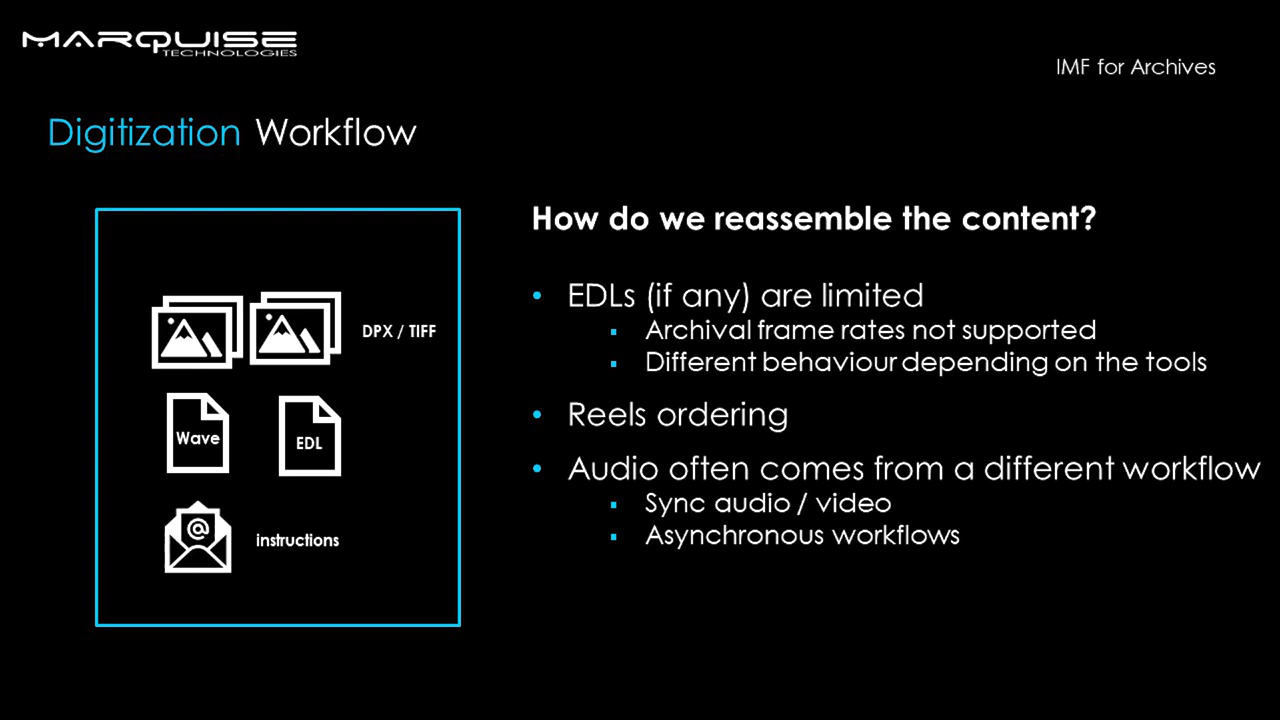 MARQUISE
TECHNOLOGIES
IMF for Archives
Digitization Workflow
DPX / TIFF
Wave
EDL
@
instructions
How do we reassemble the content?
• EDLs (if any) are limited
▪ Archival frame rates not supported
▪ Different behaviour depending on the tools
• Reels ordering
• Audio often comes from a different workflow
▪ Sync audio / video
▪ Asynchronous workflows